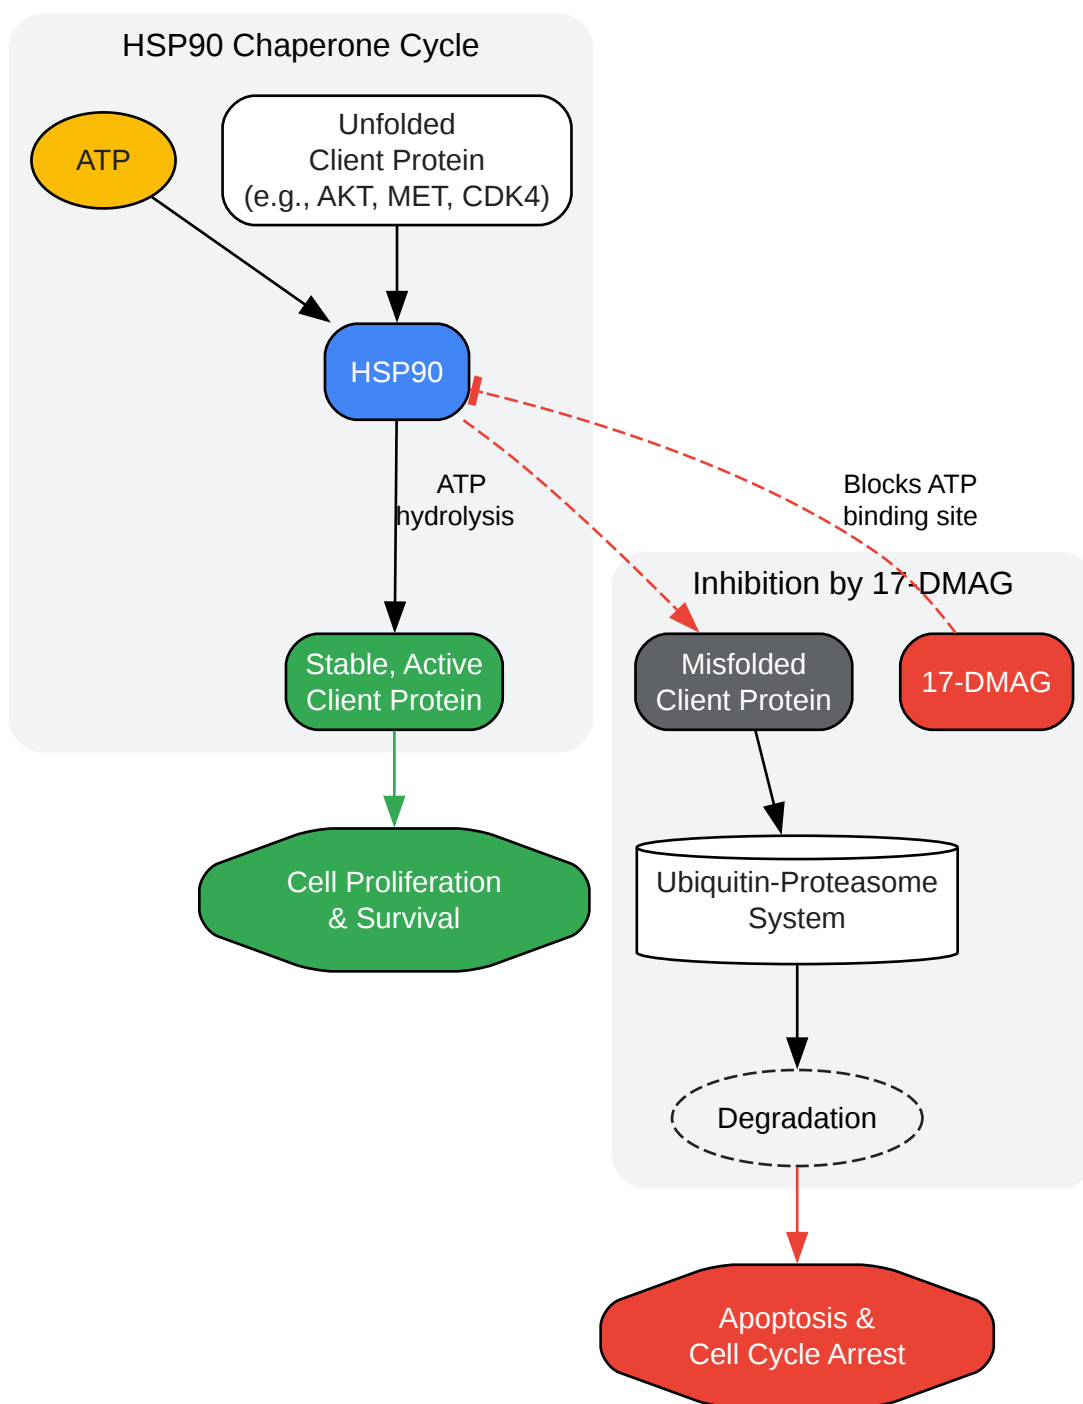 HSP90 Chaperone Cycle
ATP
Unfolded
Client Protein
(e.g., AKT, MET, CDK4)
HSP90
ATP
hydrolysis
Blocks ATP
binding site
Inhibition by 17-DMAG
Stable, Active
Client Protein
Misfolded
Client Protein
17-DMAG
Cell Proliferation
& Survival
Ubiquitin-Proteasome
System
Degradation
Apoptosis &
Cell Cycle Arrest